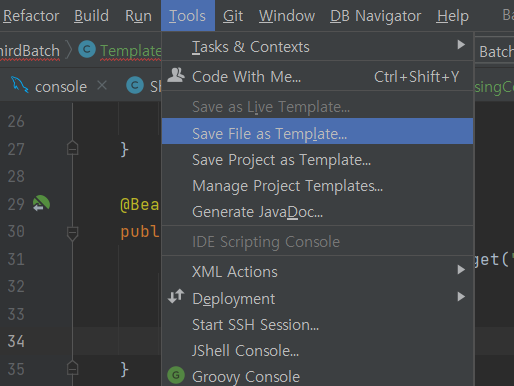 Refactor Build Run Tools Git Window DB Navigator Help
hirdBatch Template Batch
console
Tasks & Contexts
Code With Me... Ctrl+Shift+Y
Save as Live Template...
26
Save File as Template...
27 } Save Project as Template...
Manage Project Templates...
29 @Bea Generate JavaDoc...
30 publ IDE Scripting Console
31 get("
XML Actions
32
Deployment
33
Start SSH Session...
34
JShell Console...
35 } Groovy Console